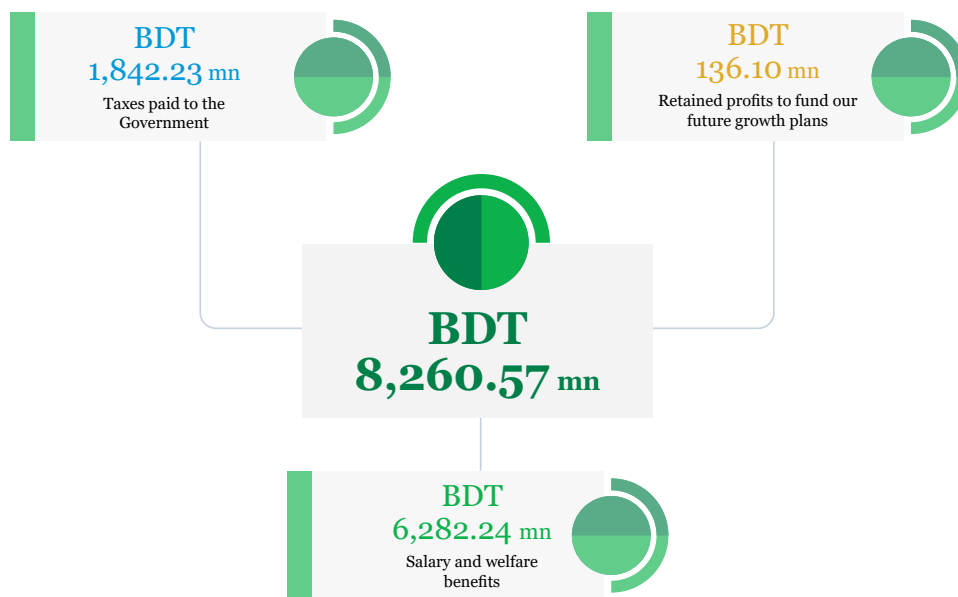 BDT
1,842.23 mn
Taxes paid to the
Government
BDT
136.10 mn
Retained profits to fund our
future growth plans
BDT
8,260.57 mn
BDT
6,282.24 mn
Salary and welfare
benefits